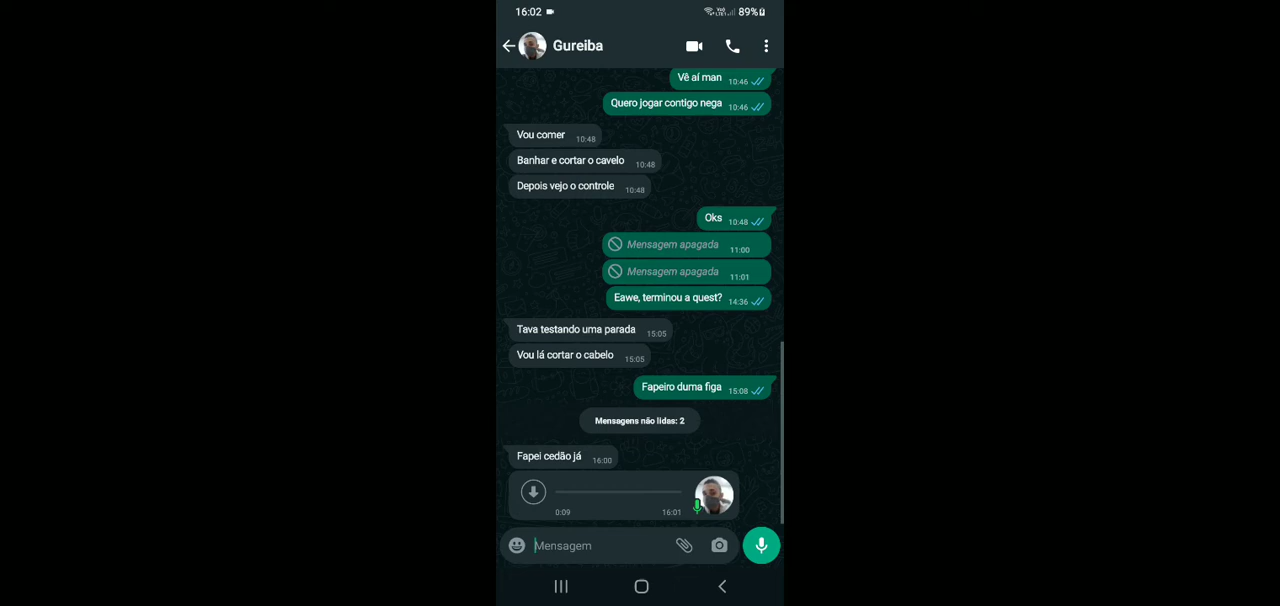 16:02 89%
Gureiba
Vê aí man 10:46
Quero jogar contigo nega 10:46
Vou comer 10:48
Banhar e cortar o cavelo 10:48
Depois vejo o controle 10:48
Oks 10:48
Mensagem apagada 11:00
Mensagem apagada 11:01
Eawe, terminou a quest? 14:36
Tava testando uma parada 15:05
Vou lá cortar o cabelo 15:05
Fapeiro duma figa 15:08
Mensagens não lidas: 2
Fapei cedão já 16:00
0:09 16:01
Mensagem